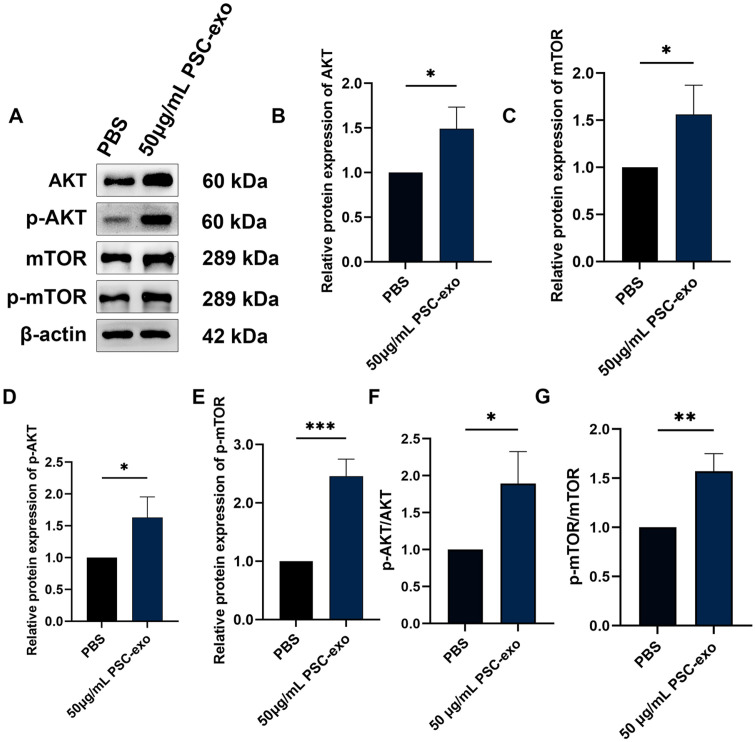 A
PBS
50µg/mL PSC-exo
AKT 60 kDa
p-AKT 60 kDa
mTOR 289 kDa
p-mTOR 289 kDa
β-actin 42 kDa
B
Relative protein expression of AKT
2.0
1.5
1.0
0.5
0.0
*
PBS
50µg/mL PSC-exo
C
Relative protein expression of mTOR
2.0
1.5
1.0
0.5
0.0
*
PBS
50µg/mL PSC-exo
D
Relative protein expression of p-AKT
2.5
2.0
1.5
1.0
0.5
0.0
*
PBS
50µg/mL PSC-exo
E
Relative protein expression of p-mTOR
3.0
2.0
1.0
0.0
***
PBS
50µg/mL PSC-exo
F
p-AKT/AKT
2.5
2.0
1.5
1.0
0.5
0.0
*
PBS
50 µg/mL PSC-exo
G
p-mTOR/mTOR
2.0
1.5
1.0
0.5
0.0
**
PBS
50 µg/mL PSC-exo